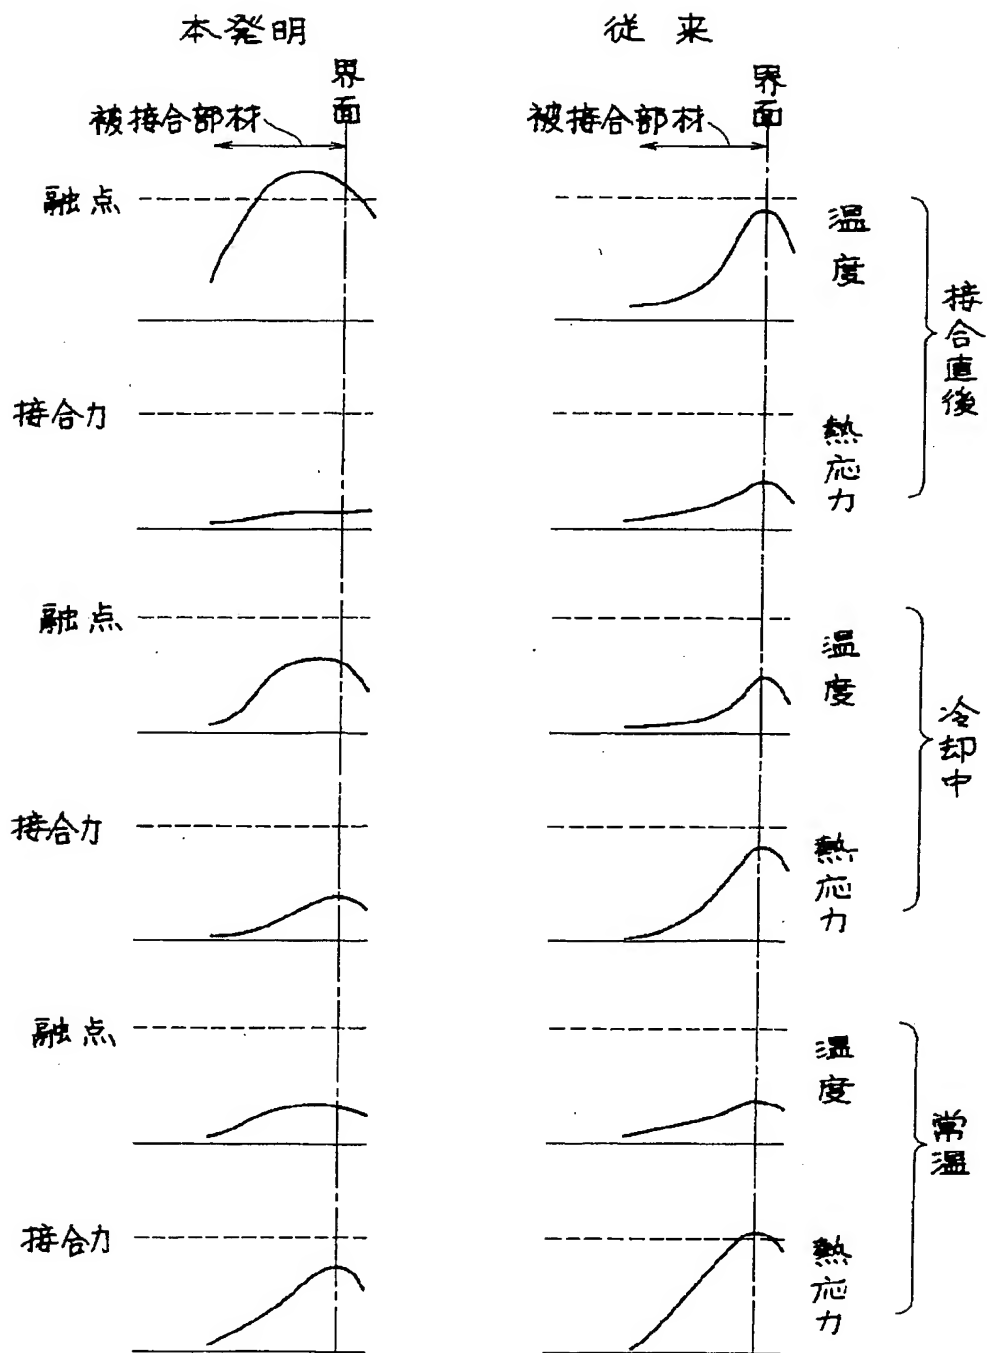 本発明
従来
界面
界面
被接合部材
被接合部材
融点
温度
接合直後
接合力
熱応力
融点
温度
冷却中
接合力
熱応力
融点
温度
常温
接合力
熱応力